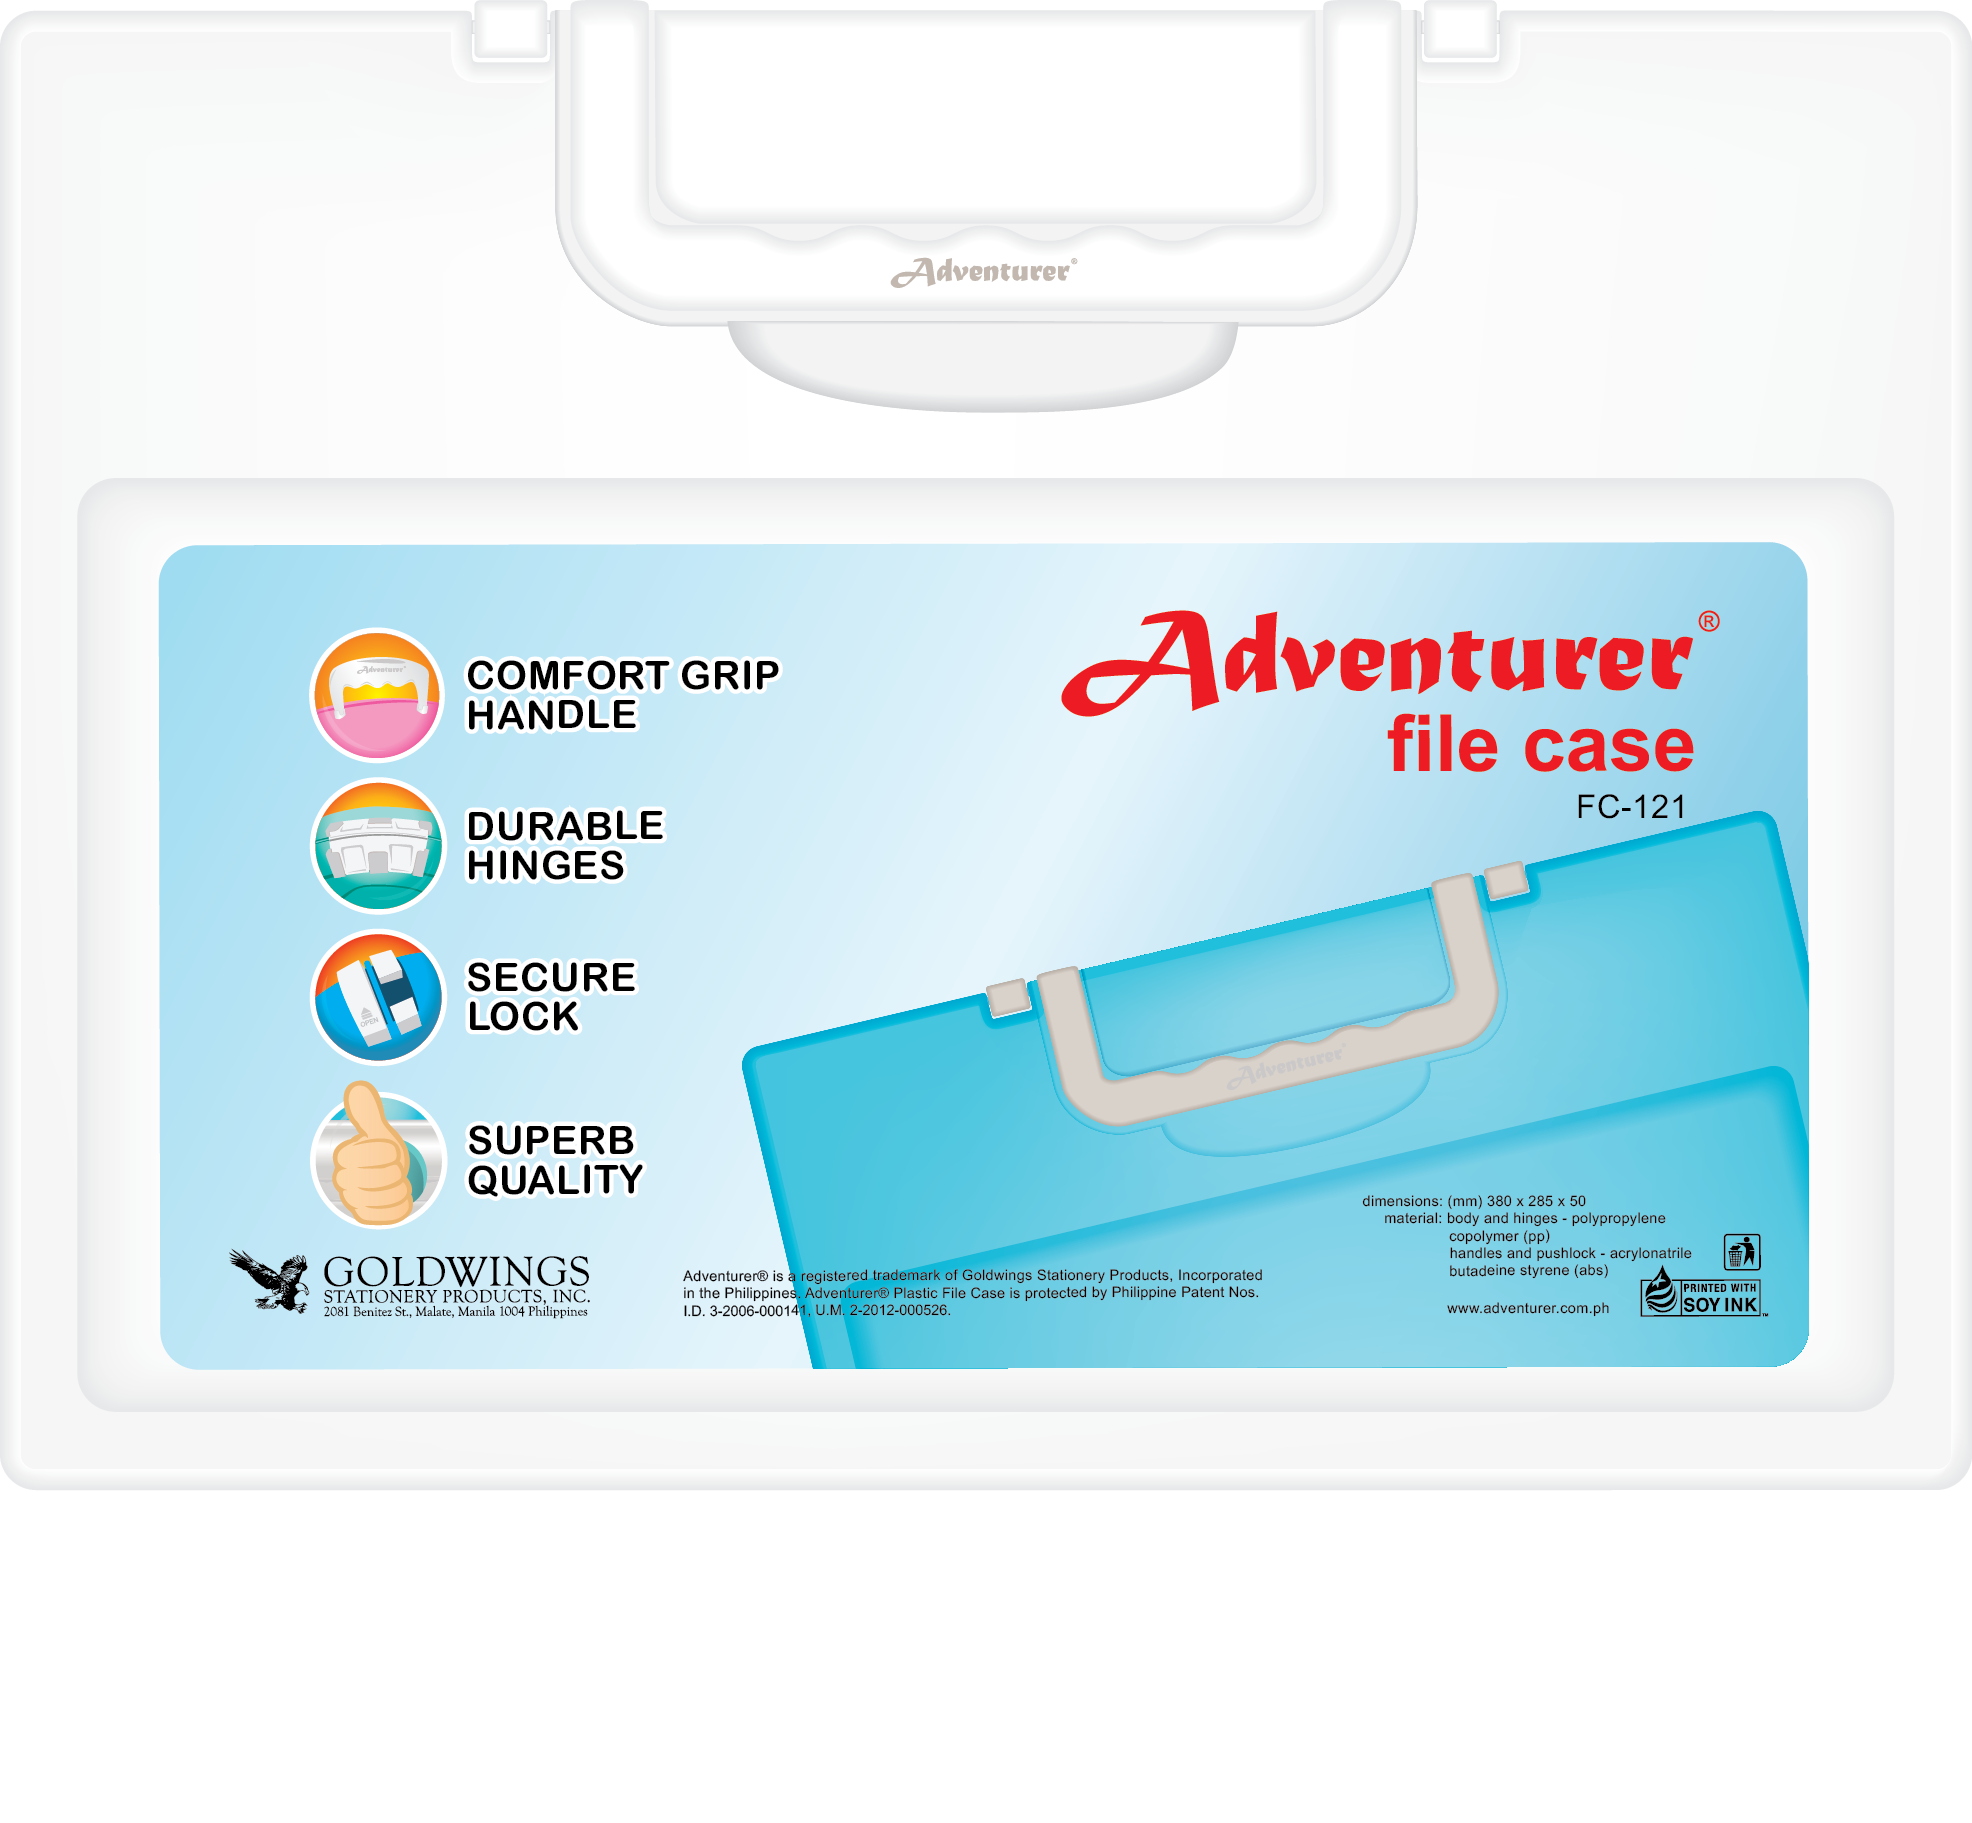 Adventurer®
Adventurer®
file case
FC-121
Adventurer
COMFORT GRIP
HANDLE
DURABLE
HINGES
OPEN
SECURE
LOCK
SUPERB
QUALITY
Adventurer
GOLDWINGS
STATIONERY PRODUCTS, INC.
2081 Benitez St., Malate, Manila 1004 Philippines
Adventurer® is a registered trademark of Goldwings Stationery Products, Incorporated
in the Philippines. Adventurer® Plastic File Case is protected by Philippine Patent Nos.
I.D. 3-2006-000141, U.M. 2-2012-000526.
dimensions: (mm) 380 x 285 x 50
material: body and hinges - polypropylene
copolymer (pp)
handles and pushlock - acrylonatrile
butadeine styrene (abs)
www.adventurer.com.ph
PRINTED WITH
SOY INK™